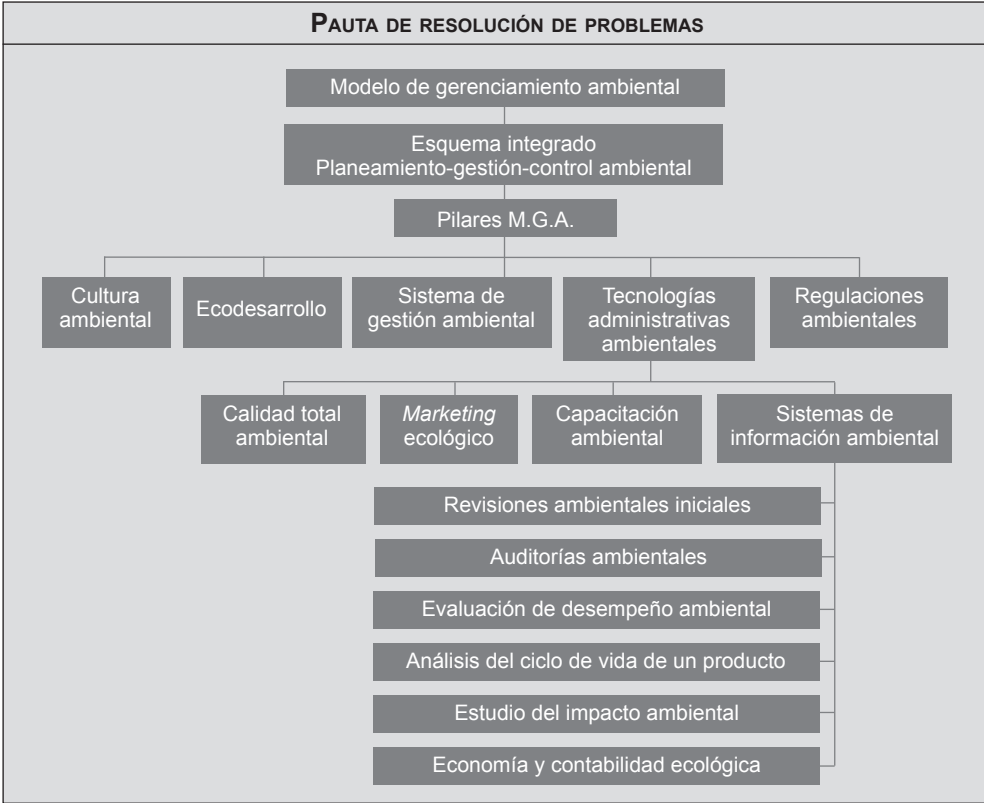 PAUTA DE RESOLUCIÓN DE PROBLEMAS
Modelo de gerenciamiento ambiental
Esquema integrado
Planeamiento-gestión-control ambiental
Pilares M.G.A.
Cultura
ambiental
Ecodesarrollo
Sistema de
gestión ambiental
Tecnologías
administrativas
ambientales
Regulaciones
ambientales
Calidad total
ambiental
Marketing
ecológico
Capacitación
ambiental
Sistemas de
información ambiental
Revisiones ambientales iniciales
Auditorías ambientales
Evaluación de desempeño ambiental
Análisis del ciclo de vida de un producto
Estudio del impacto ambiental
Economía y contabilidad ecológica